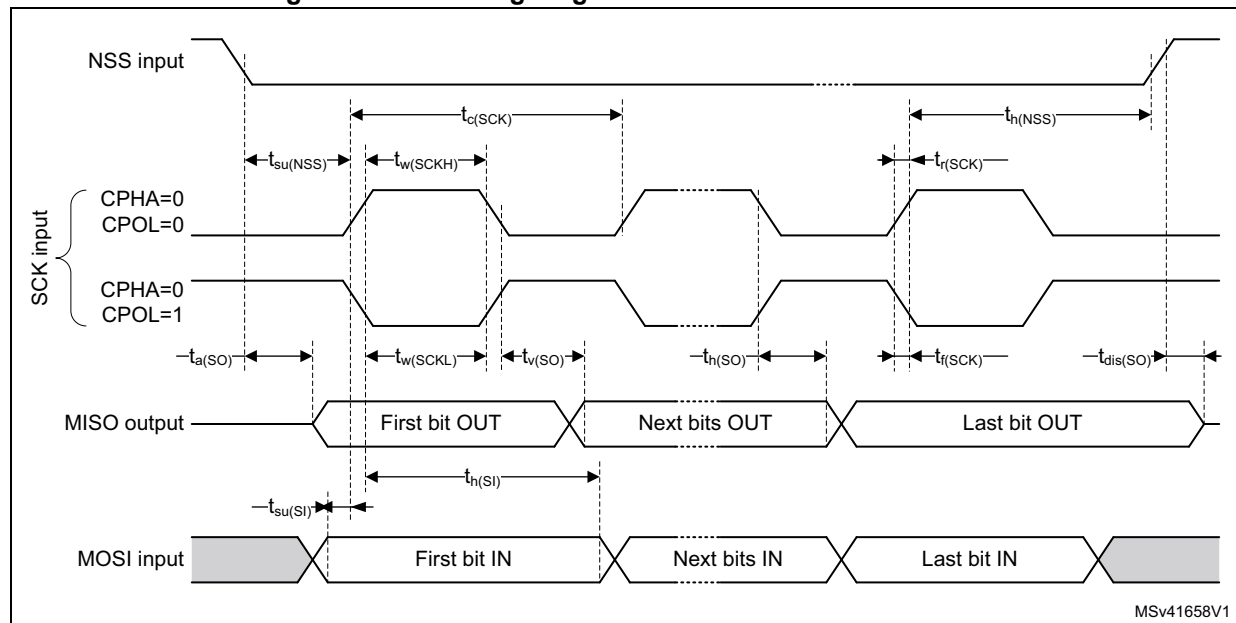 NSS input
tc(SCK)
th(NSS)
tsu(NSS)
tw(SCKH)
tr(SCK)
CPHA=0
CPOL=0
SCK input
CPHA=0
CPOL=1
ta(SO)
tw(SCKL)
tv(SO)
th(SO)
tf(SCK)
tdis(SO)
MISO output
First bit OUT
Next bits OUT
Last bit OUT
th(SI)
tsu(SI)
MOSI input
First bit IN
Next bits IN
Last bit IN
MSv41658V1